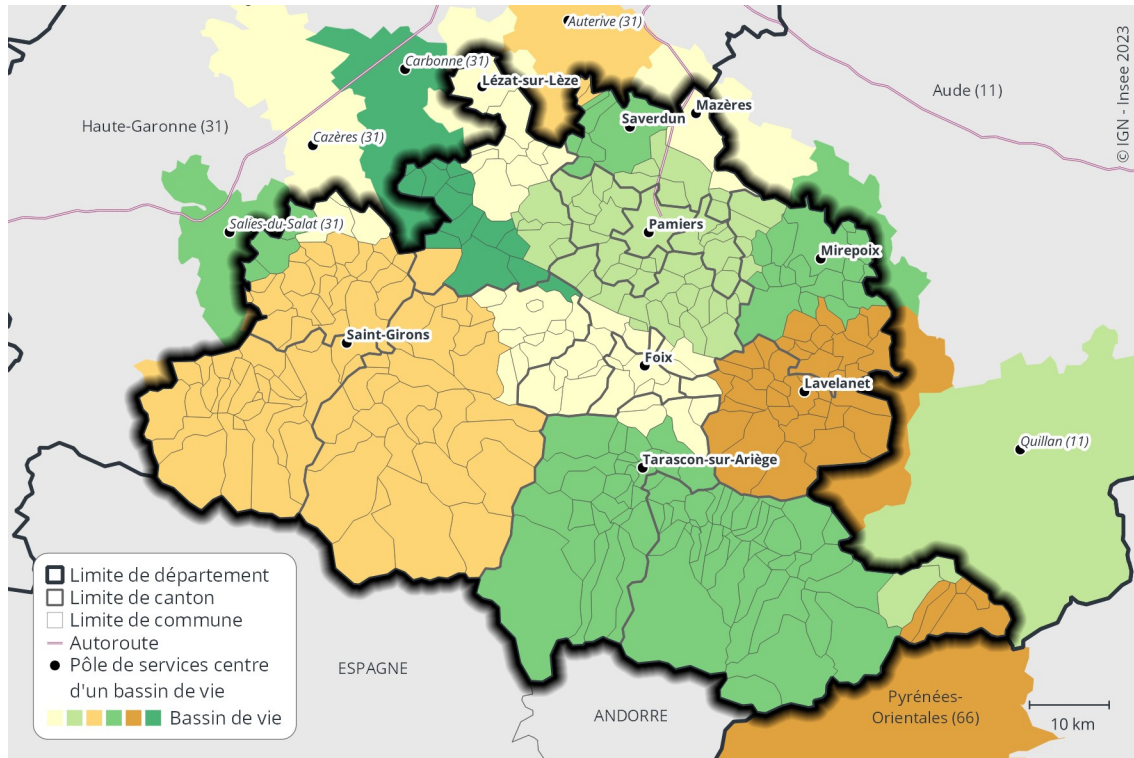 Auterive (31)
Carbonne (31)
Lézat-sur-Lèze
Mazères
Aude (11)
Saverdun
Haute-Garonne (31)
Cazères (31)
Salies-du-Salat (31)
Pamiers
Mirepoix
Saint-Girons
Foix
Lavelanet
Quillan (11)
Tarascon-sur-Ariège
Limite de département
Limite de canton
Limite de commune
Autoroute
Pôle de services centre
d'un bassin de vie
Bassin de vie
ESPAGNE
ANDORRE
Pyrénées-
Orientales (66)
10 km
© IGN - Insee 2023